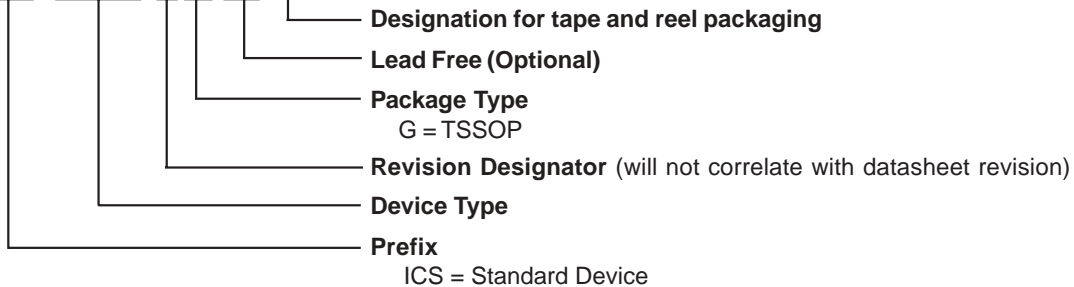 Designation for tape and reel packaging
Lead Free (Optional)
Package Type
G = TSSOP
Revision Designator (will not correlate with datasheet revision)
Device Type
Prefix
ICS = Standard Device